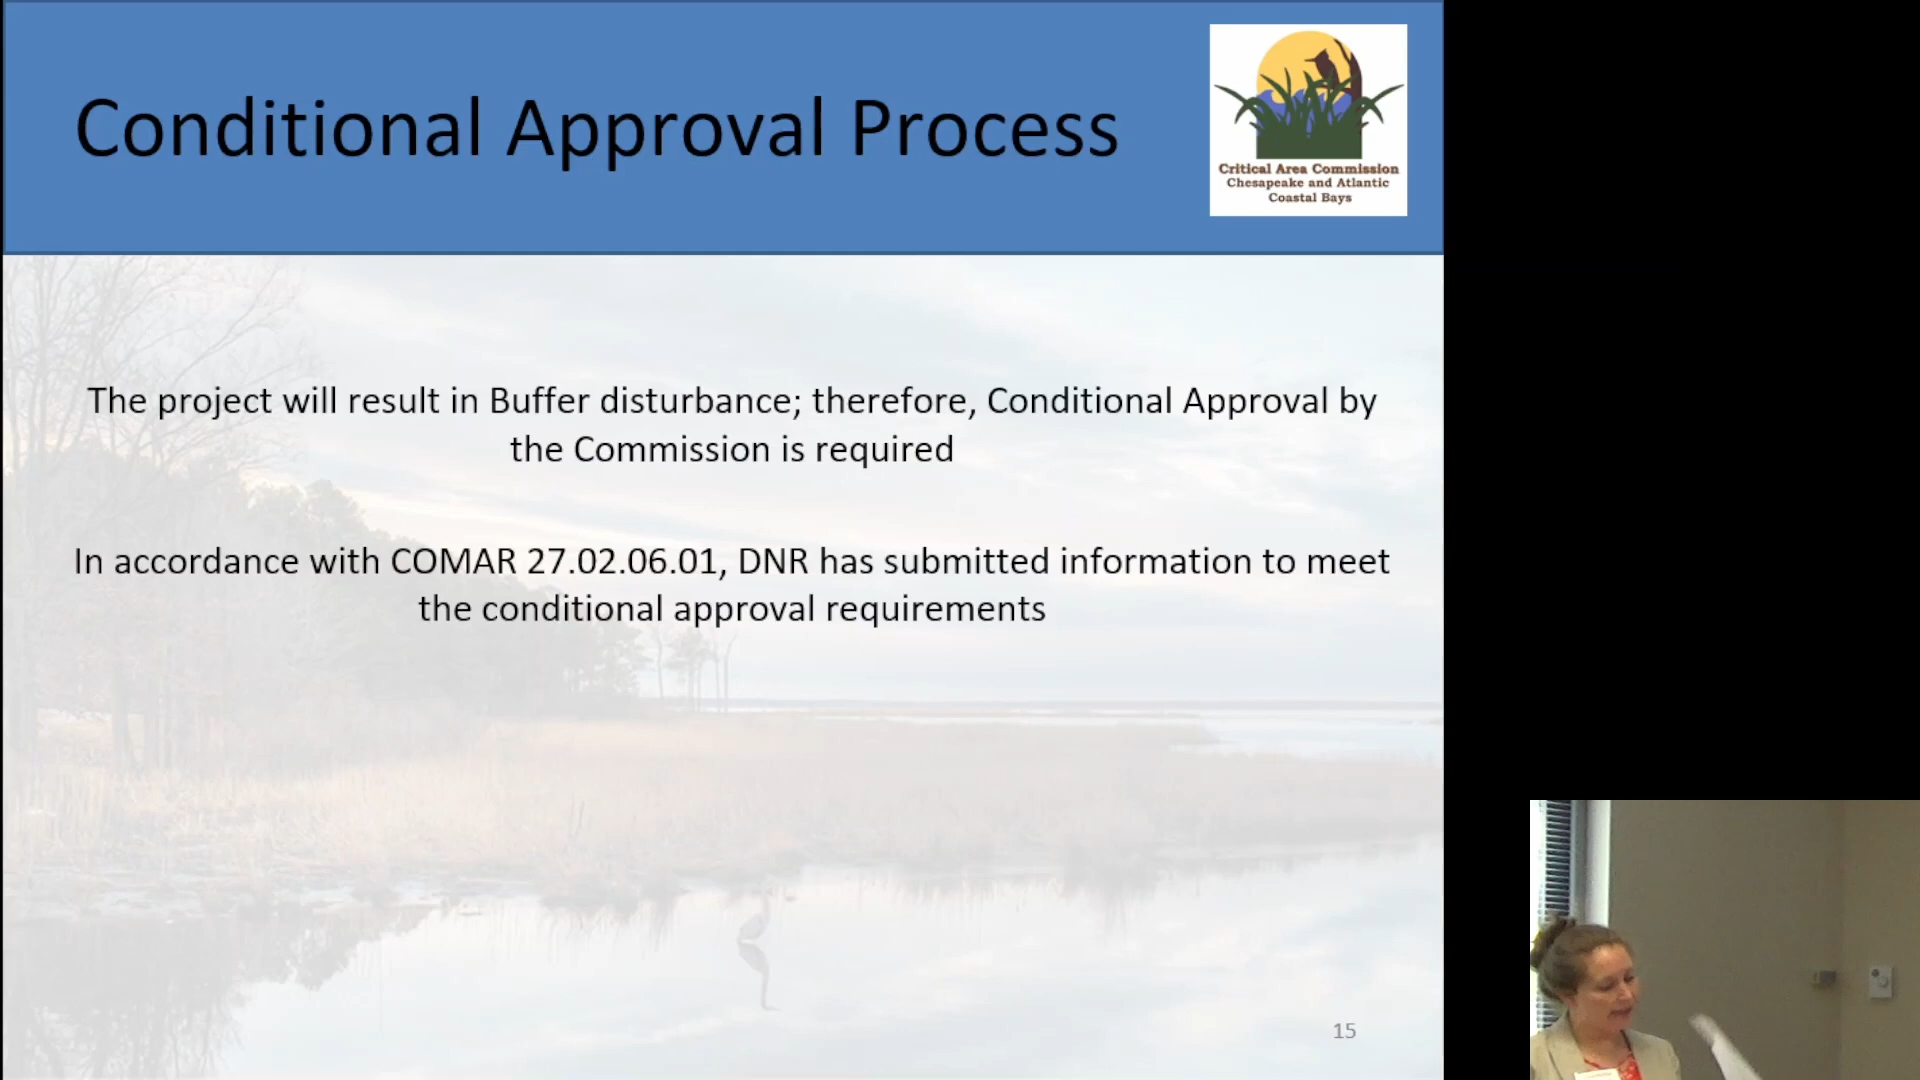 Conditional Approval Process
Critical Area Commission
Chesapeake and Atlantic
Coastal Bays
The project will result in Buffer disturbance; therefore, Conditional Approval by
the Commission is required
In accordance with COMAR 27.02.06.01, DNR has submitted information to meet
the conditional approval requirements
15